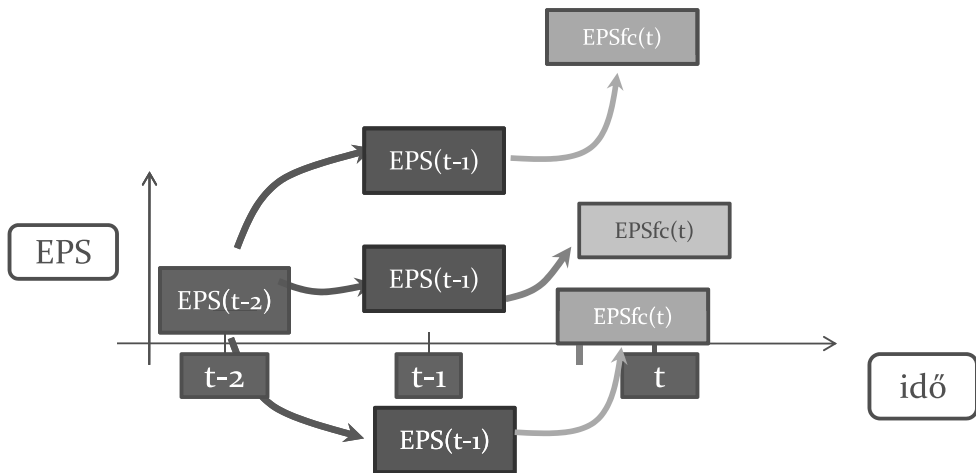 EPSfc(t)
EPS(t-1)
EPSfc(t)
EPS
EPS(t-1)
EPS(t-2)
EPSfc(t)
t-2
t-1
t
idő
EPS(t-1)